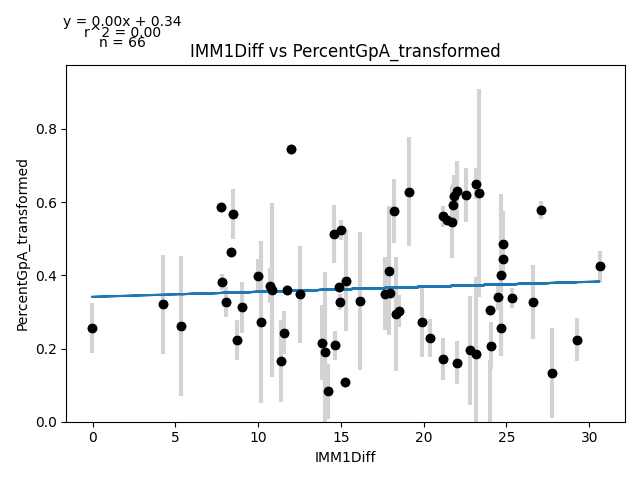 y = 0.00x + 0.34
r^2 = 0.00
n = 66
IMM1Diff vs PercentGpA_transformed
PercentGpA_transformed
0.8
0.6
0.4
0.2
0.0
0 5 10 15 20 25 30
IMM1Diff